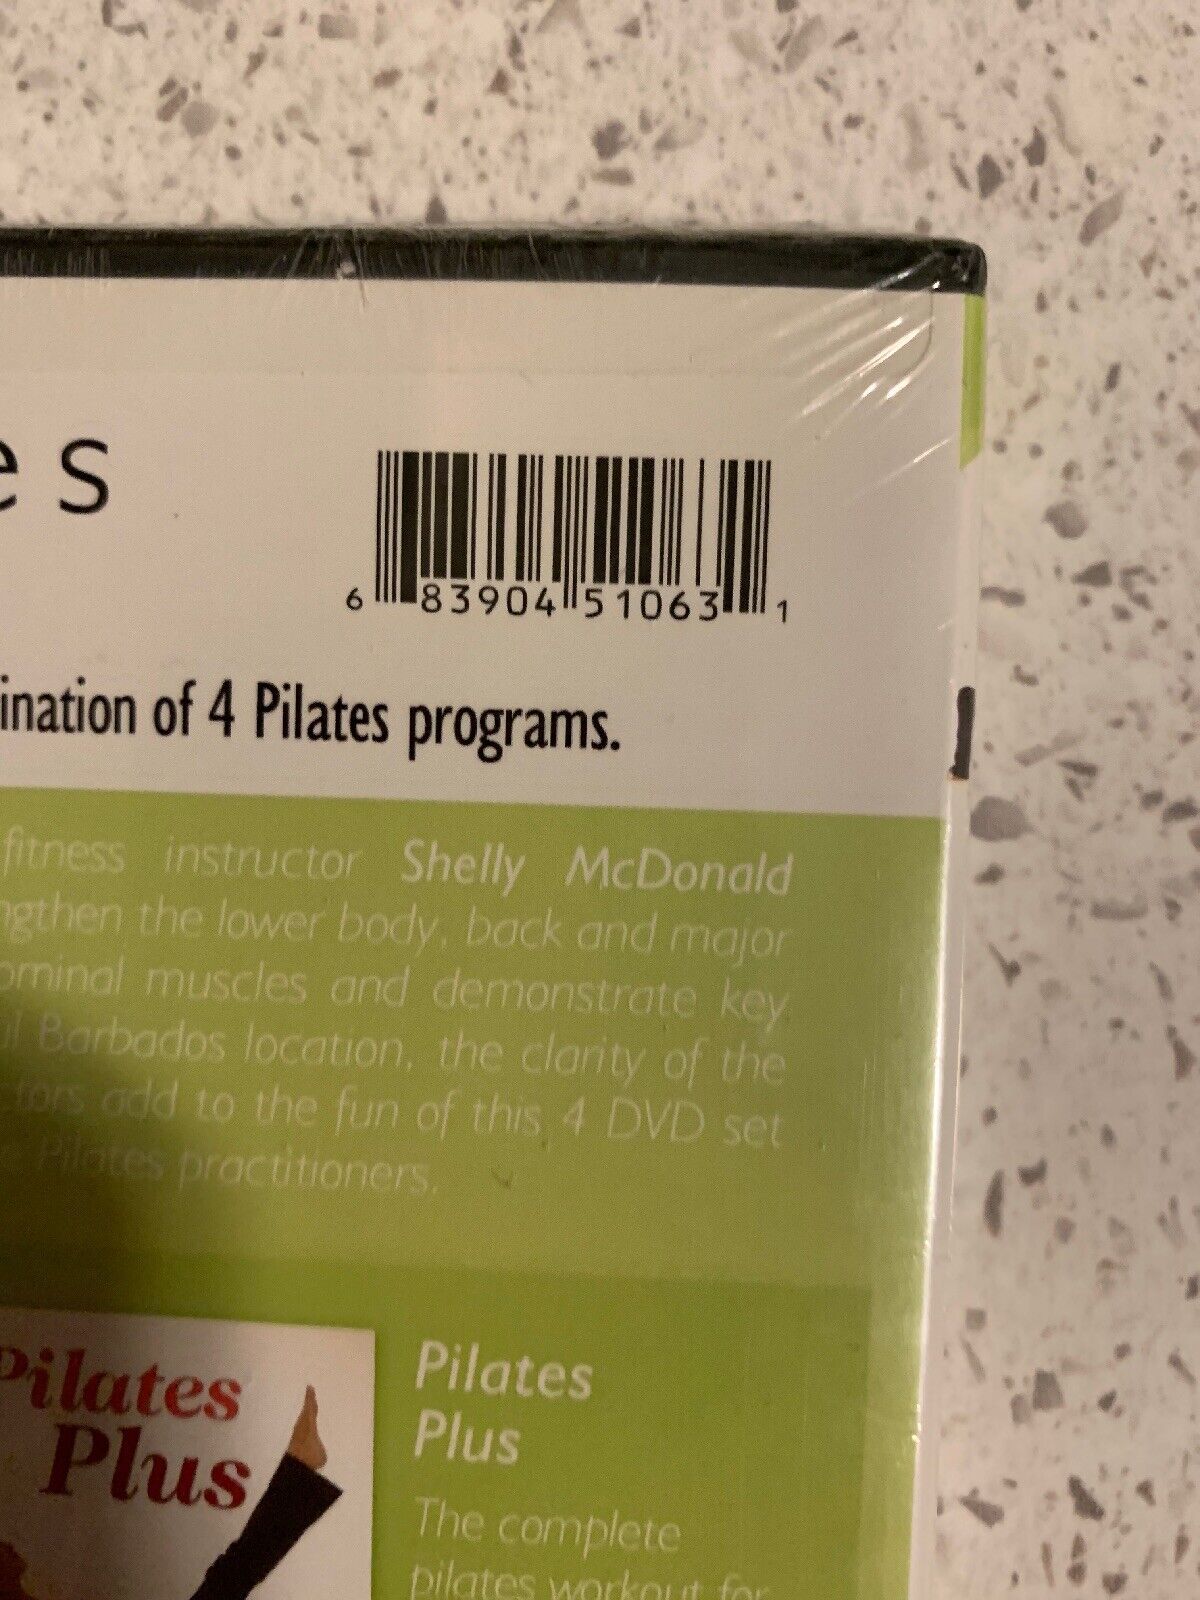 es
6 83904 51063 1
ination of 4 Pilates programs.
fitness instructor Shelly McDonald
ngthen the lower body, back and major
ominal muscles and demonstrate key
il Barbados location, the clarity of the
tors add to the fun of this 4 DVD set
Pilates practitioners.
Pilates
Plus
Pilates
Plus
The complete
pilates workout for